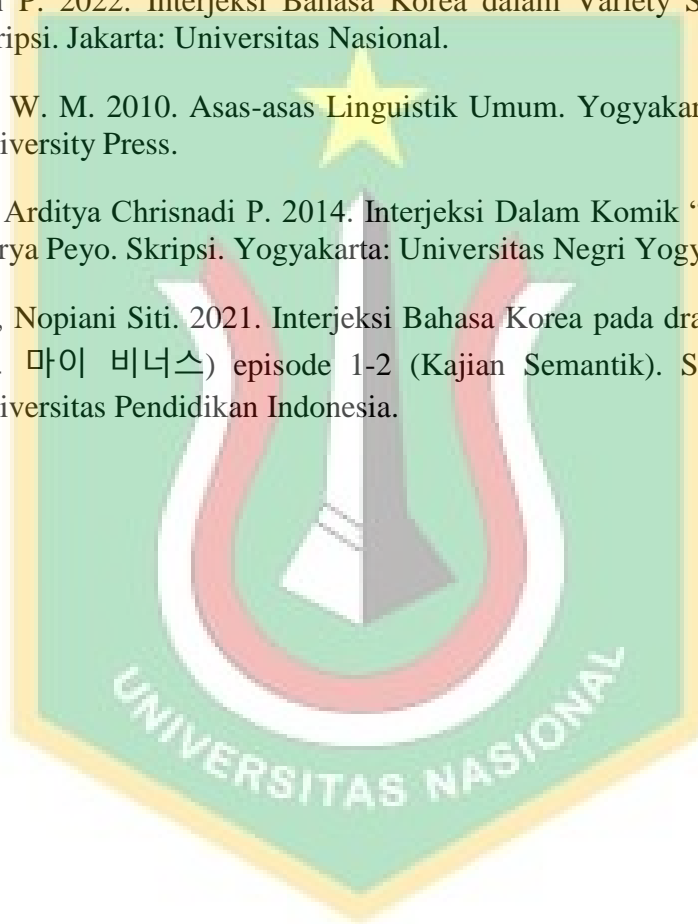 P. 2022. Interjeksi Bahasa Korea dalam Variety S
ripsi. Jakarta: Universitas Nasional.
W. M. 2010. Asas-asas Linguistik Umum. Yogyakar
iversity Press.
Arditya Chrisnadi P. 2014. Interjeksi Dalam Komik ‘
rya Peyo. Skripsi. Yogyakarta: Universitas Negri Yogy
, Nopiani Siti. 2021. Interjeksi Bahasa Korea pada dra
마이 비너스) episode 1-2 (Kajian Semantik). S
iversitas Pendidikan Indonesia.
UNIVERSITAS NASIONAL